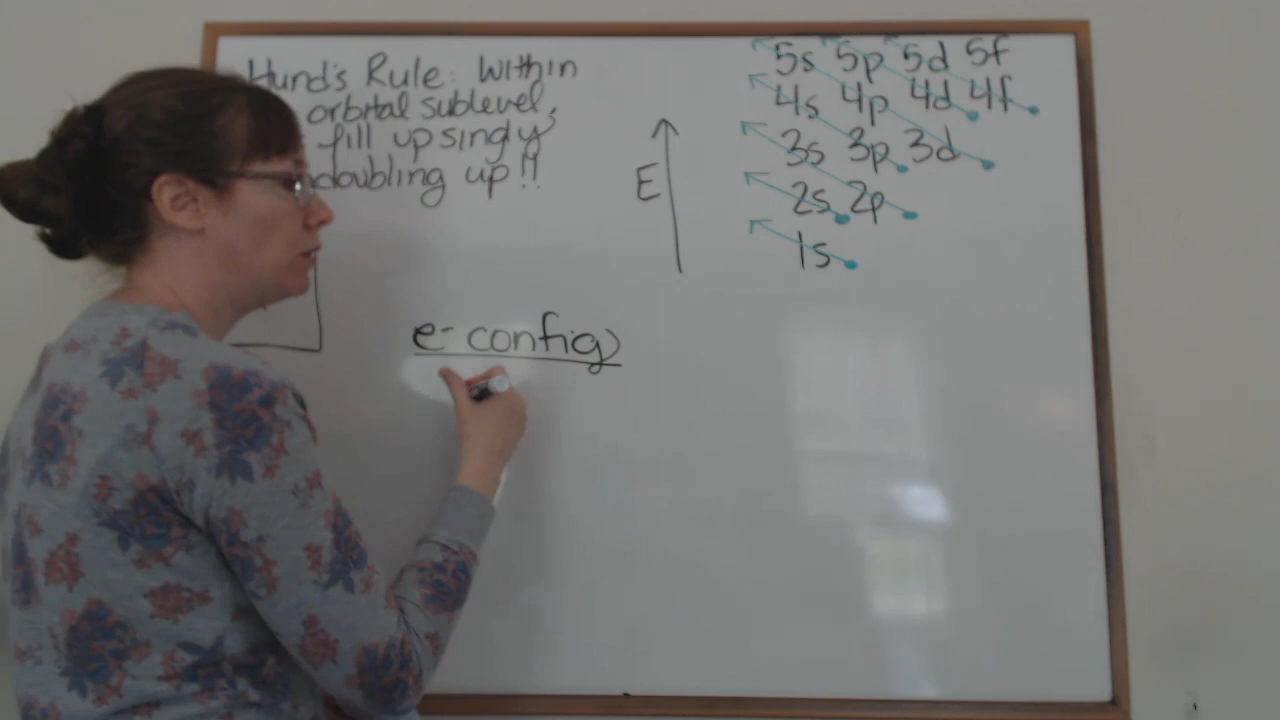 Hund's Rule: Within
orbital sublevel,
fill up singly
doubling up!!
5s 5p 5d 5f
4s 4p 4d 4f
3s 3p 3d
2s 2p
1s
E
e- config